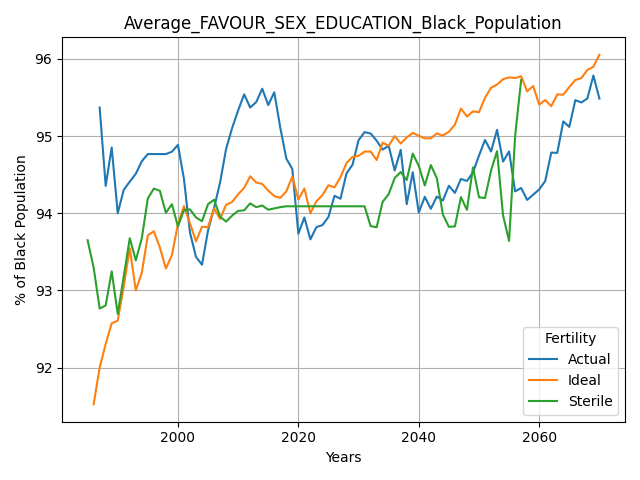 Average_FAVOUR_SEX_EDUCATION_Black_Population
96
95
94
93
92
% of Black Population
2000 2020 2040 2060
Years
Fertility
Actual
Ideal
Sterile